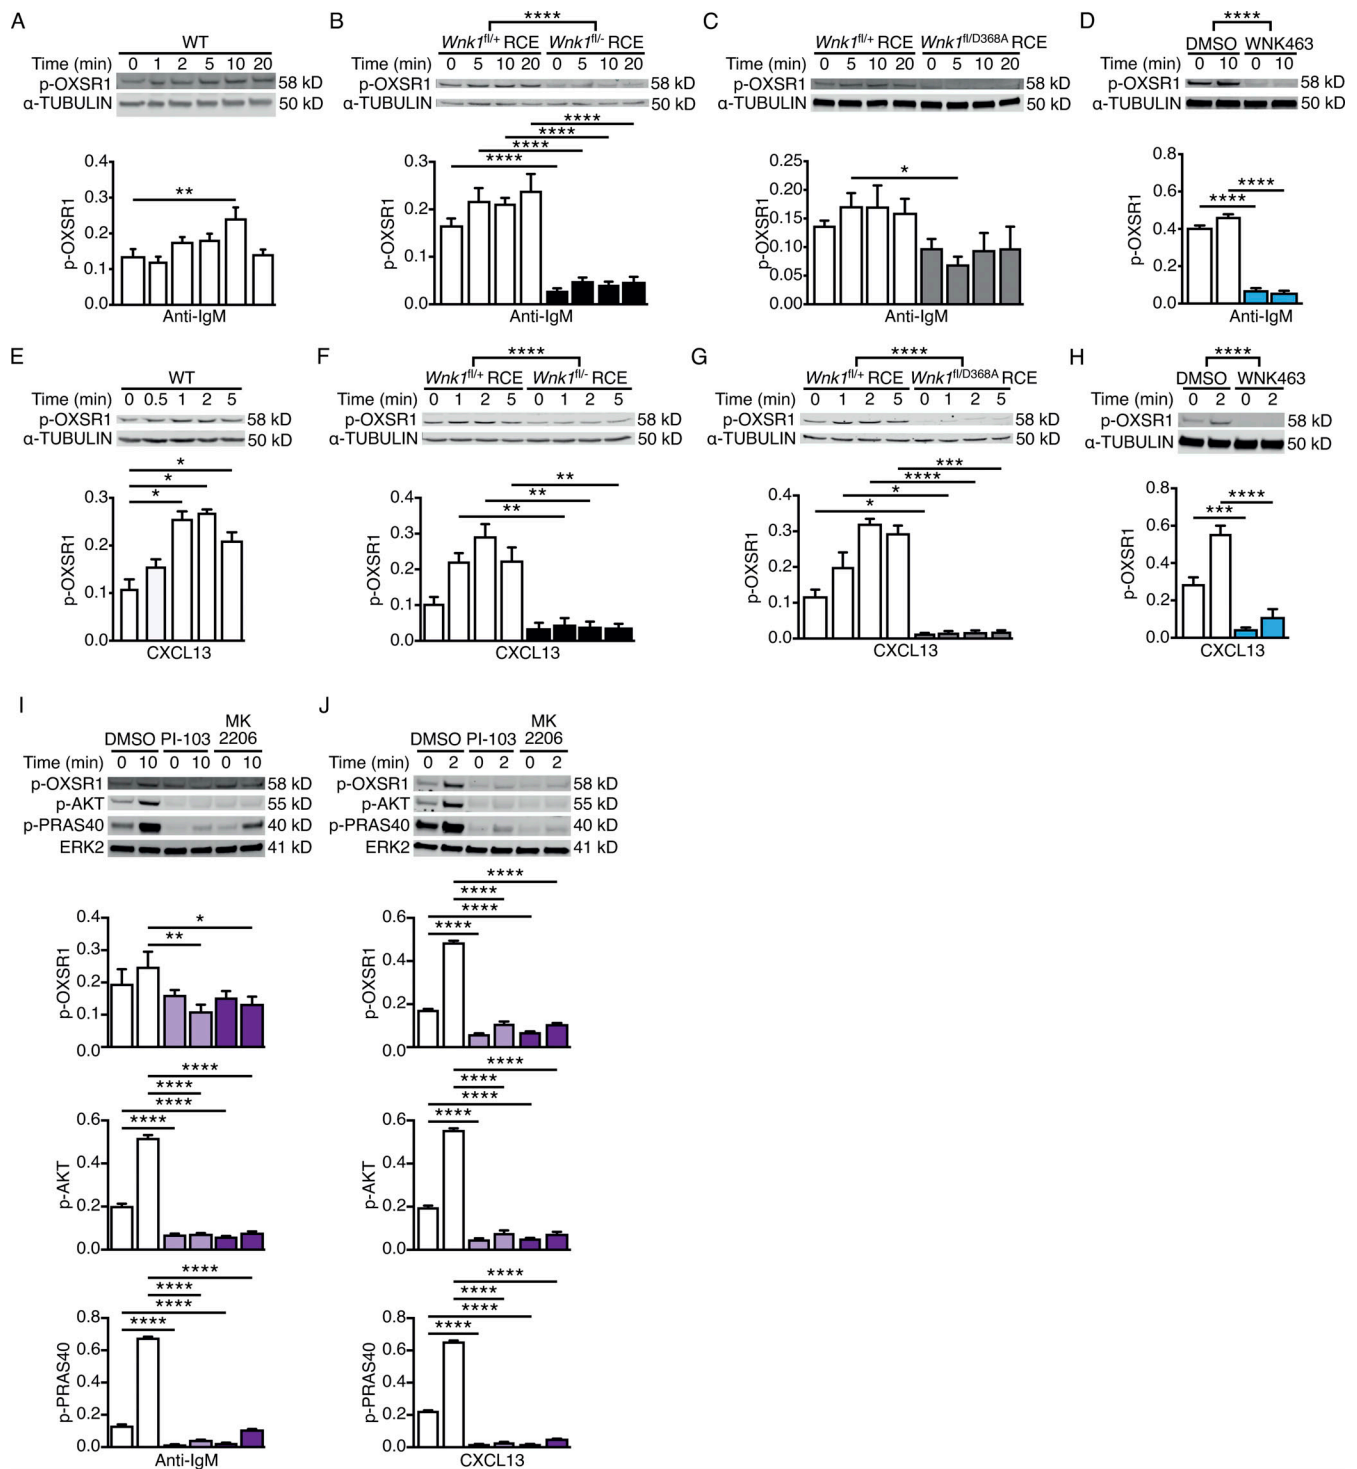 A
WT
Time (min) 0 1 2 5 10 20
p-OXSR1 58 kD
α-TUBULIN 50 kD
**
0.4
0.3
0.2
0.1
0.0
p-OXSR1
Anti-IgM
B
****
Wnk1fl/+ RCE Wnk1fl/- RCE
Time (min) 0 5 10 20 0 5 10 20
p-OXSR1 58 kD
α-TUBULIN 50 kD
****
****
****
****
0.3
0.2
0.1
0.0
p-OXSR1
Anti-IgM
C
Wnk1fl/+ RCE Wnk1fl/D368A RCE
Time (min) 0 5 10 20 0 5 10 20
p-OXSR1 58 kD
α-TUBULIN 50 kD
*
0.25
0.20
0.15
0.10
0.05
0.00
p-OXSR1
Anti-IgM
D
****
DMSO WNK463
Time (min) 0 10 0 10
p-OXSR1 58 kD
α-TUBULIN 50 kD
****
****
0.8
0.6
0.4
0.2
0.0
p-OXSR1
Anti-IgM
E
WT
Time (min) 0 0.5 1 2 5
p-OXSR1 58 kD
α-TUBULIN 50 kD
*
*
*
0.3
0.2
0.1
0.0
p-OXSR1
CXCL13
F
****
Wnk1fl/+ RCE Wnk1fl/- RCE
Time (min) 0 1 2 5 0 1 2 5
p-OXSR1 58 kD
α-TUBULIN 50 kD
**
**
**
0.4
0.3
0.2
0.1
0.0
p-OXSR1
CXCL13
G
****
Wnk1fl/+ RCE Wnk1fl/D368A RCE
Time (min) 0 1 2 5 0 1 2 5
p-OXSR1 58 kD
α-TUBULIN 50 kD
***
****
*
*
0.4
0.3
0.2
0.1
0.0
p-OXSR1
CXCL13
H
****
DMSO WNK463
Time (min) 0 2 0 2
p-OXSR1 58 kD
α-TUBULIN 50 kD
****
***
0.8
0.6
0.4
0.2
0.0
p-OXSR1
CXCL13
I
MK
DMSO PI-103 2206
Time (min) 0 10 0 10 0 10
p-OXSR1 58 kD
p-AKT 55 kD
p-PRAS40 40 kD
ERK2 41 kD
*
**
0.4
0.3
0.2
0.1
0.0
p-OXSR1
****
****
****
****
0.6
0.4
0.2
0.0
p-AKT
****
****
****
****
0.8
0.6
0.4
0.2
0.0
p-PRAS40
Anti-IgM
J
MK
DMSO PI-103 2206
Time (min) 0 2 0 2 0 2
p-OXSR1 58 kD
p-AKT 55 kD
p-PRAS40 40 kD
ERK2 41 kD
****
****
****
****
0.6
0.4
0.2
0.0
p-OXSR1
****
****
****
****
0.6
0.4
0.2
0.0
p-AKT
****
****
****
****
0.8
0.6
0.4
0.2
0.0
p-PRAS40
CXCL13